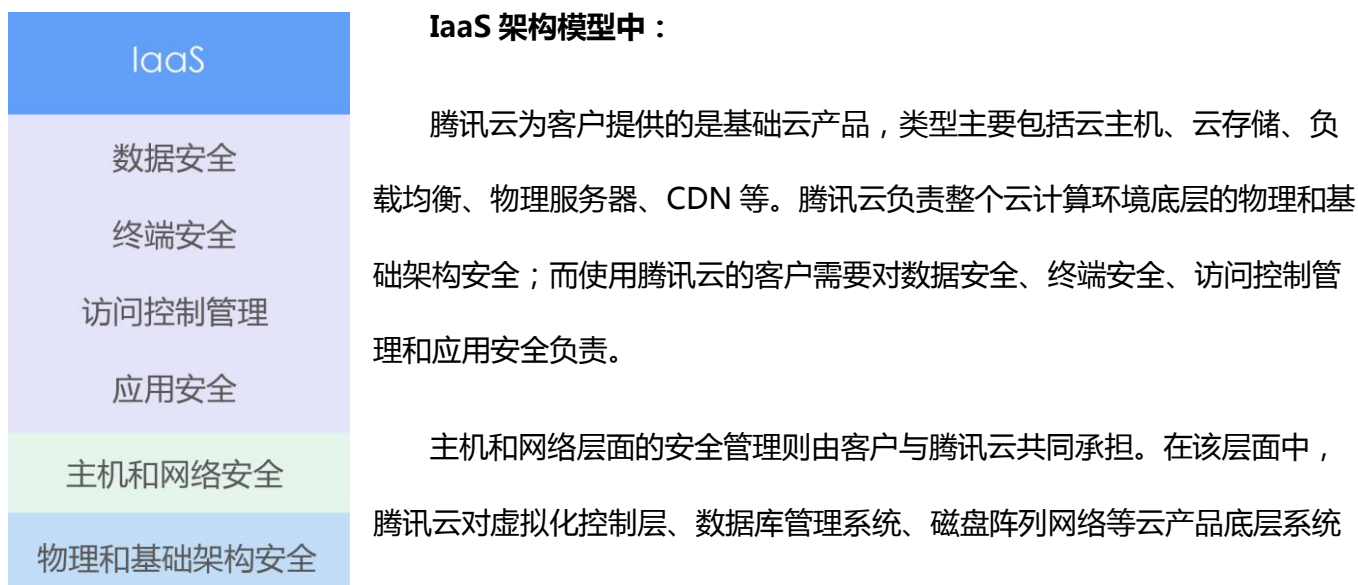 IaaS
数据安全
终端安全
访问控制管理
应用安全
主机和网络安全
物理和基础架构安全
IaaS 架构模型中：
腾讯云为客户提供的是基础云产品，类型主要包括云主机、云存储、负
载均衡、物理服务器、CDN 等。腾讯云负责整个云计算环境底层的物理和基
础架构安全；而使用腾讯云的客户需要对数据安全、终端安全、访问控制管
理和应用安全负责。
主机和网络层面的安全管理则由客户与腾讯云共同承担。在该层面中，
腾讯云对虚拟化控制层、数据库管理系统、磁盘阵列网络等云产品底层系统